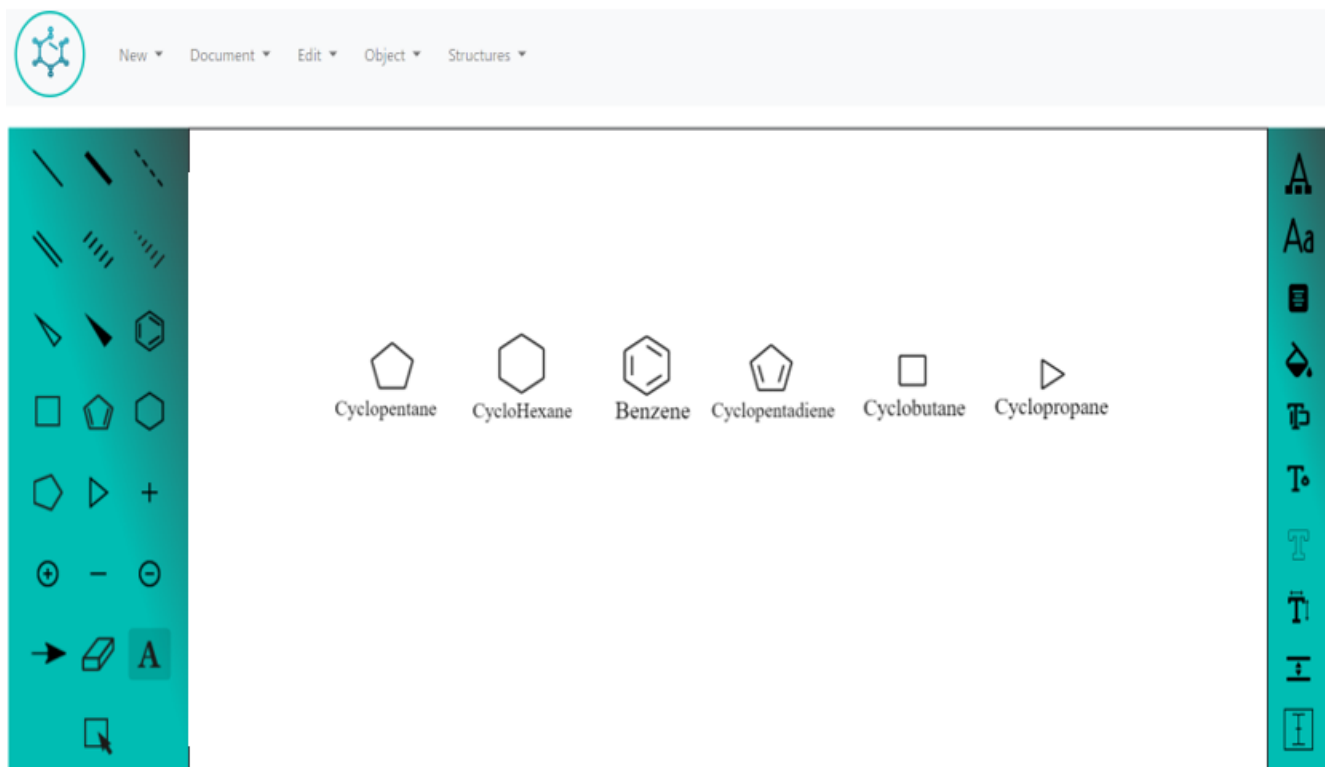 New Document Edit Object Structures
Cyclopentane CycloHexane Benzene Cyclopentadiene Cyclobutane Cyclopropane
A
Aa
T
T
T
T
A